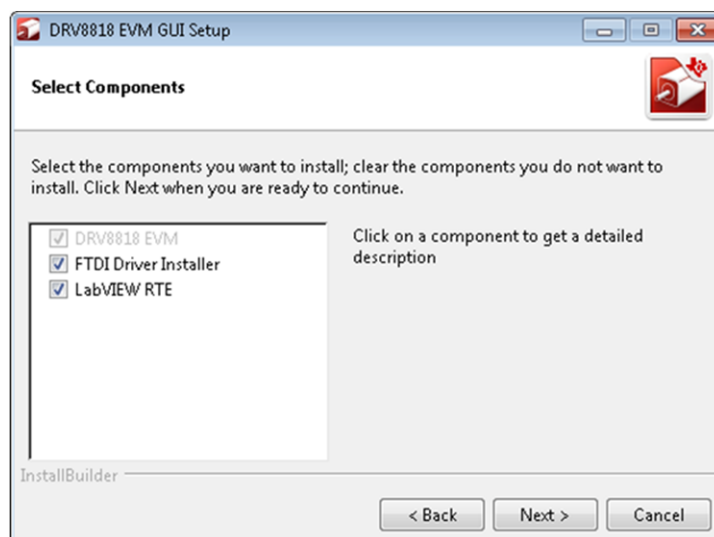 DRV8818 EVM GUI Setup
Select Components
Select the components you want to install; clear the components you do not want to
install. Click Next when you are ready to continue.
DRV8818 EVM
FTDI Driver Installer
LabVIEW RTE
Click on a component to get a detailed
description
InstallBuilder
< Back
Next >
Cancel